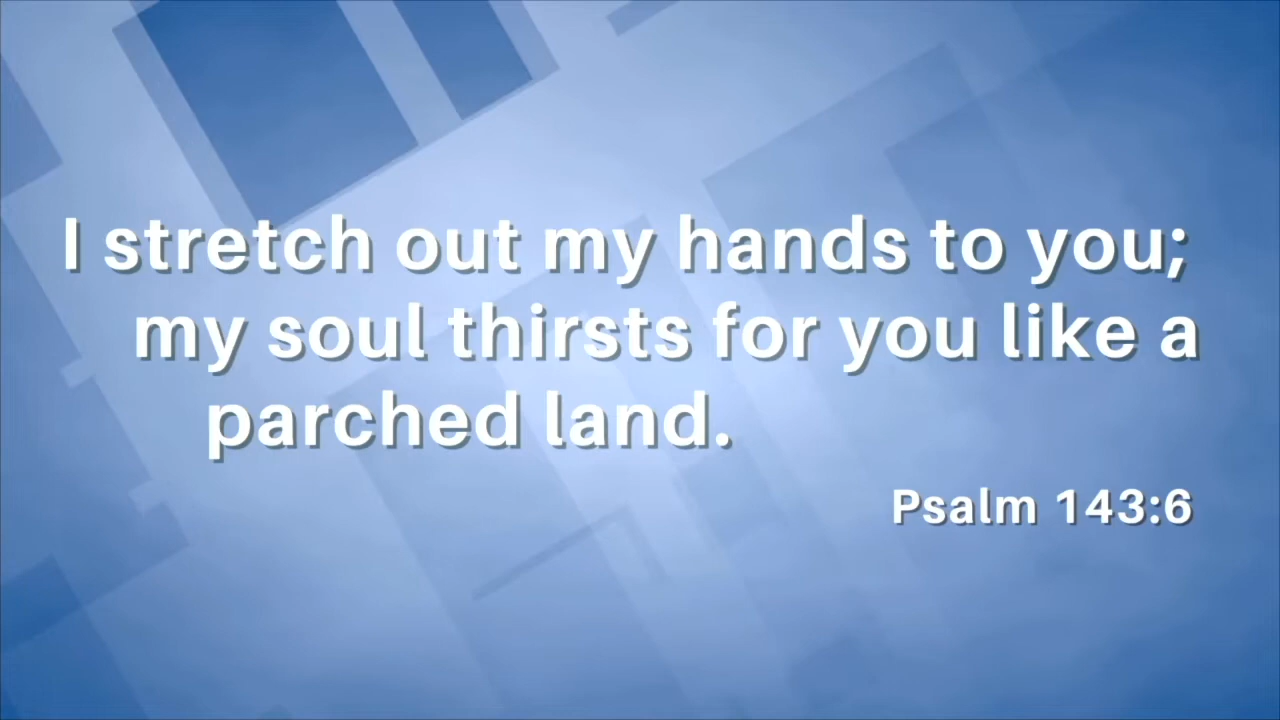 I stretch out my hands to you;
my soul thirsts for you like a
parched land.
Psalm 143:6